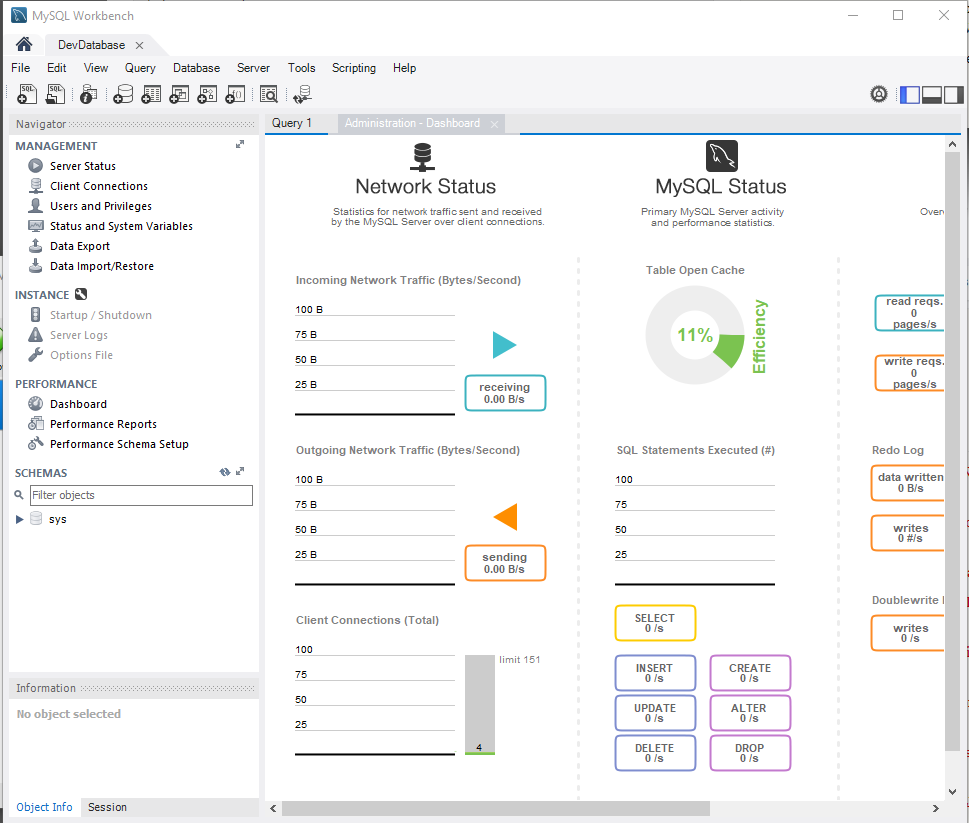 MySQL Workbench
DevDatabase
File Edit View Query Database Server Tools Scripting Help
Navigator
MANAGEMENT
Server Status
Client Connections
Users and Privileges
Status and System Variables
Data Export
Data Import/Restore
INSTANCE
Startup / Shutdown
Server Logs
Options File
PERFORMANCE
Dashboard
Performance Reports
Performance Schema Setup
SCHEMAS
Filter objects
sys
Information
No object selected
Object Info Session
Query 1 Administration - Dashboard
Network Status
Statistics for network traffic sent and received
by the MySQL Server over client connections.
Incoming Network Traffic (Bytes/Second)
100 B
75 B
50 B
25 B
receiving
0.00 B/s
Outgoing Network Traffic (Bytes/Second)
100 B
75 B
50 B
25 B
sending
0.00 B/s
Client Connections (Total)
100
75
50
25
limit 151
4
MySQL Status
Primary MySQL Server activity
and performance statistics.
Table Open Cache
11%
Efficiency
SQL Statements Executed (#)
100
75
50
25
SELECT
0 /s
INSERT
0 /s
CREATE
0 /s
UPDATE
0 /s
ALTER
0 /s
DELETE
0 /s
DROP
0 /s
Over
read reqs.
0
pages/s
write reqs.
0
pages/s
Redo Log
data written
0 B/s
writes
0 #/s
Doublewrite
writes
0 /s